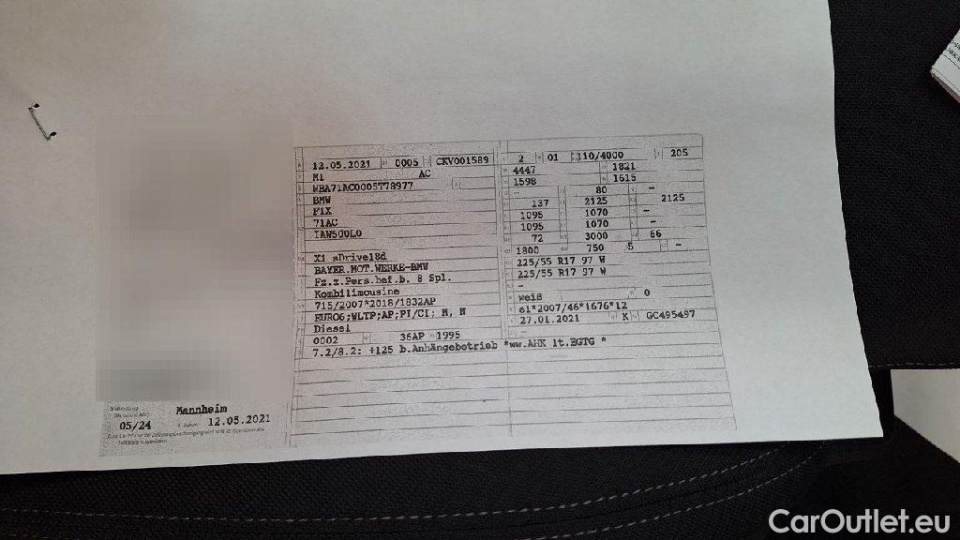 12.05.2021 0005 CKV001589
M1 AC
WBA71AC0005T78977
BMW
F1X
71AC
IAW500L0
X1 sDrive18d
BAYER.MOT.WERKE-BMW
Fz.z.Pers.bef.b. 8 Spl.
Kombilimousine
715/2007*2018/1832AP
EURO6;WLTP;AP;PI/CI; M, N
Diesel
0002 36AP 1995
7.2/8.2: +125 b.Anhängebetrieb *ww.AHK lt.EGTG *
2 01 110/4000 205
4447 1821
1598 1615
- 80 -
137 2125 2125
1095 1070 -
1095 1070 -
72 3000 66
1800 750 5 -
225/55 R17 97 W
225/55 R17 97 W
-
weiß 0
e1*2007/46*1676*12
27.01.2021 K GC495497
Mannheim
05/24 12.05.2021
CarOutlet.eu